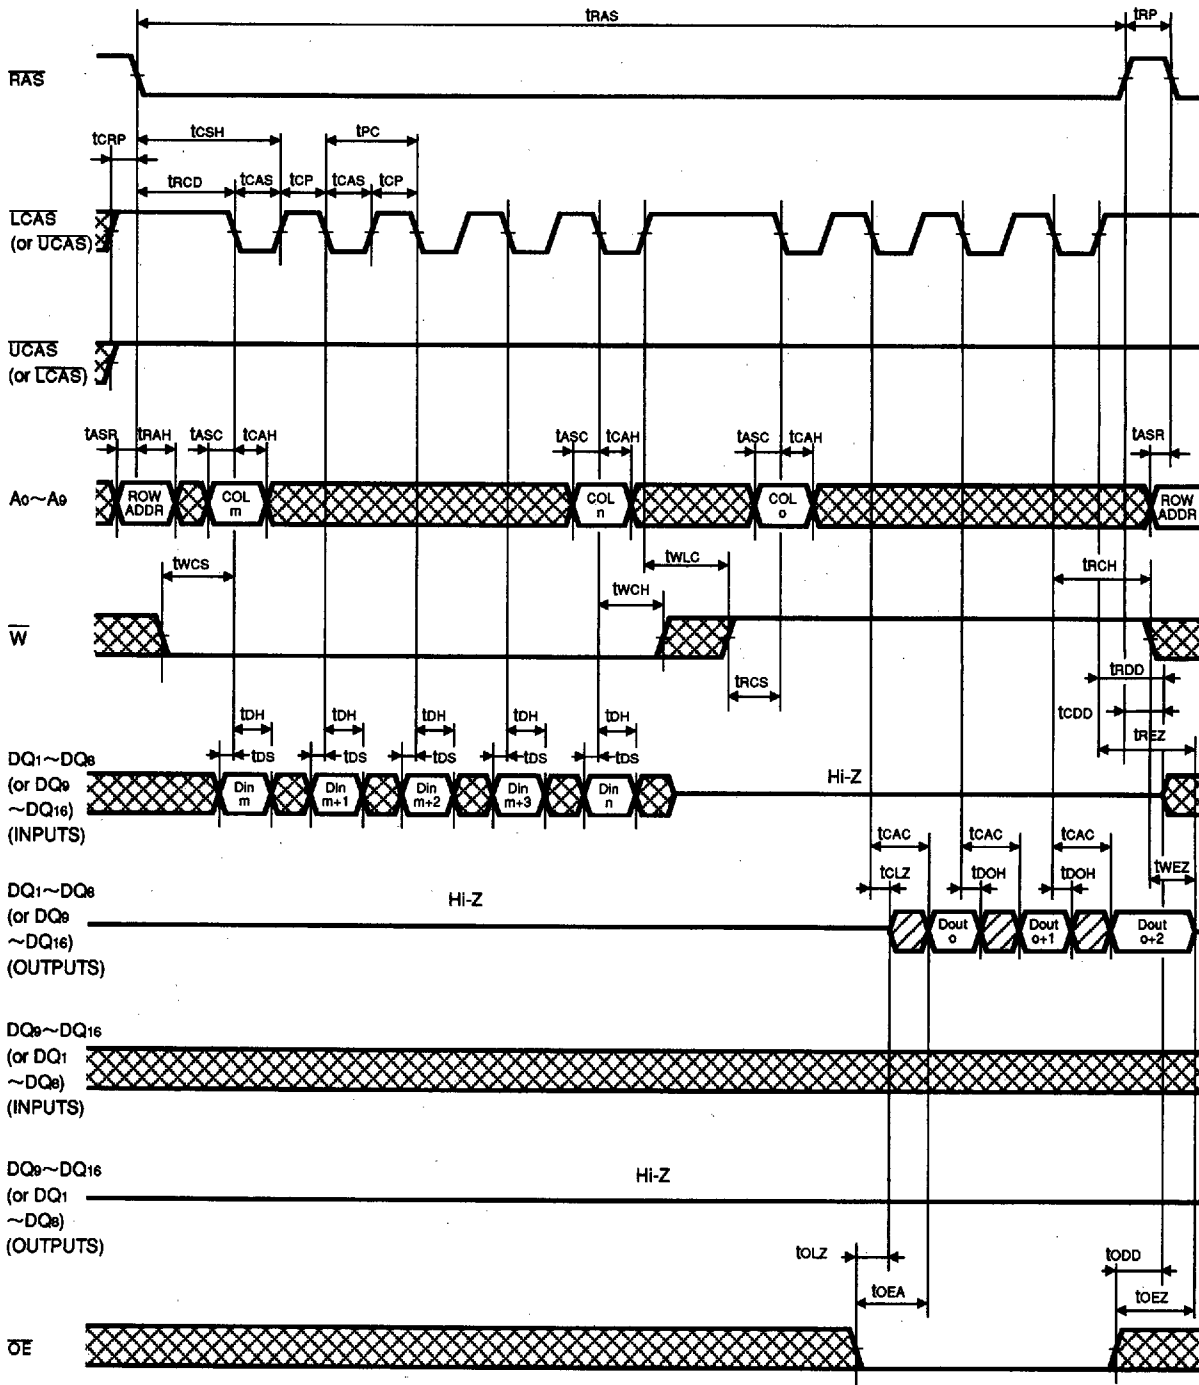 tRAS tRP
RAS
tCRP tCSH tPC
tRCD tCAS tCP tCAS tCP
LCAS
(or UCAS)
UCAS
(or LCAS)
tASR tRAH tASC tCAH tASC tCAH tASC tCAH tASR
A0~A9
ROW ADDR
COL m
COL n
COL o
ROW ADDR
tWCS tWLC tRCH
tWCH
W
tRCS tRDD
tCDD
tDH tDH tDH tDH tDH tREZ
tDS tDS tDS tDS tDS
DQ1~DQ8
(or DQ9
~DQ16)
(INPUTS)
Din m
Din m+1
Din m+2
Din m+3
Din n
Hi-Z
tCAC tCAC tCAC
tCLZ tDOH tDOH tWEZ
DQ1~DQ8
(or DQ9
~DQ16)
(OUTPUTS)
Hi-Z
Dout o
Dout o+1
Dout o+2
DQ9~DQ16
(or DQ1
~DQ8)
(INPUTS)
DQ9~DQ16
(or DQ1
~DQ8)
(OUTPUTS)
Hi-Z
tOLZ tODD
tOEA tOEZ
OE